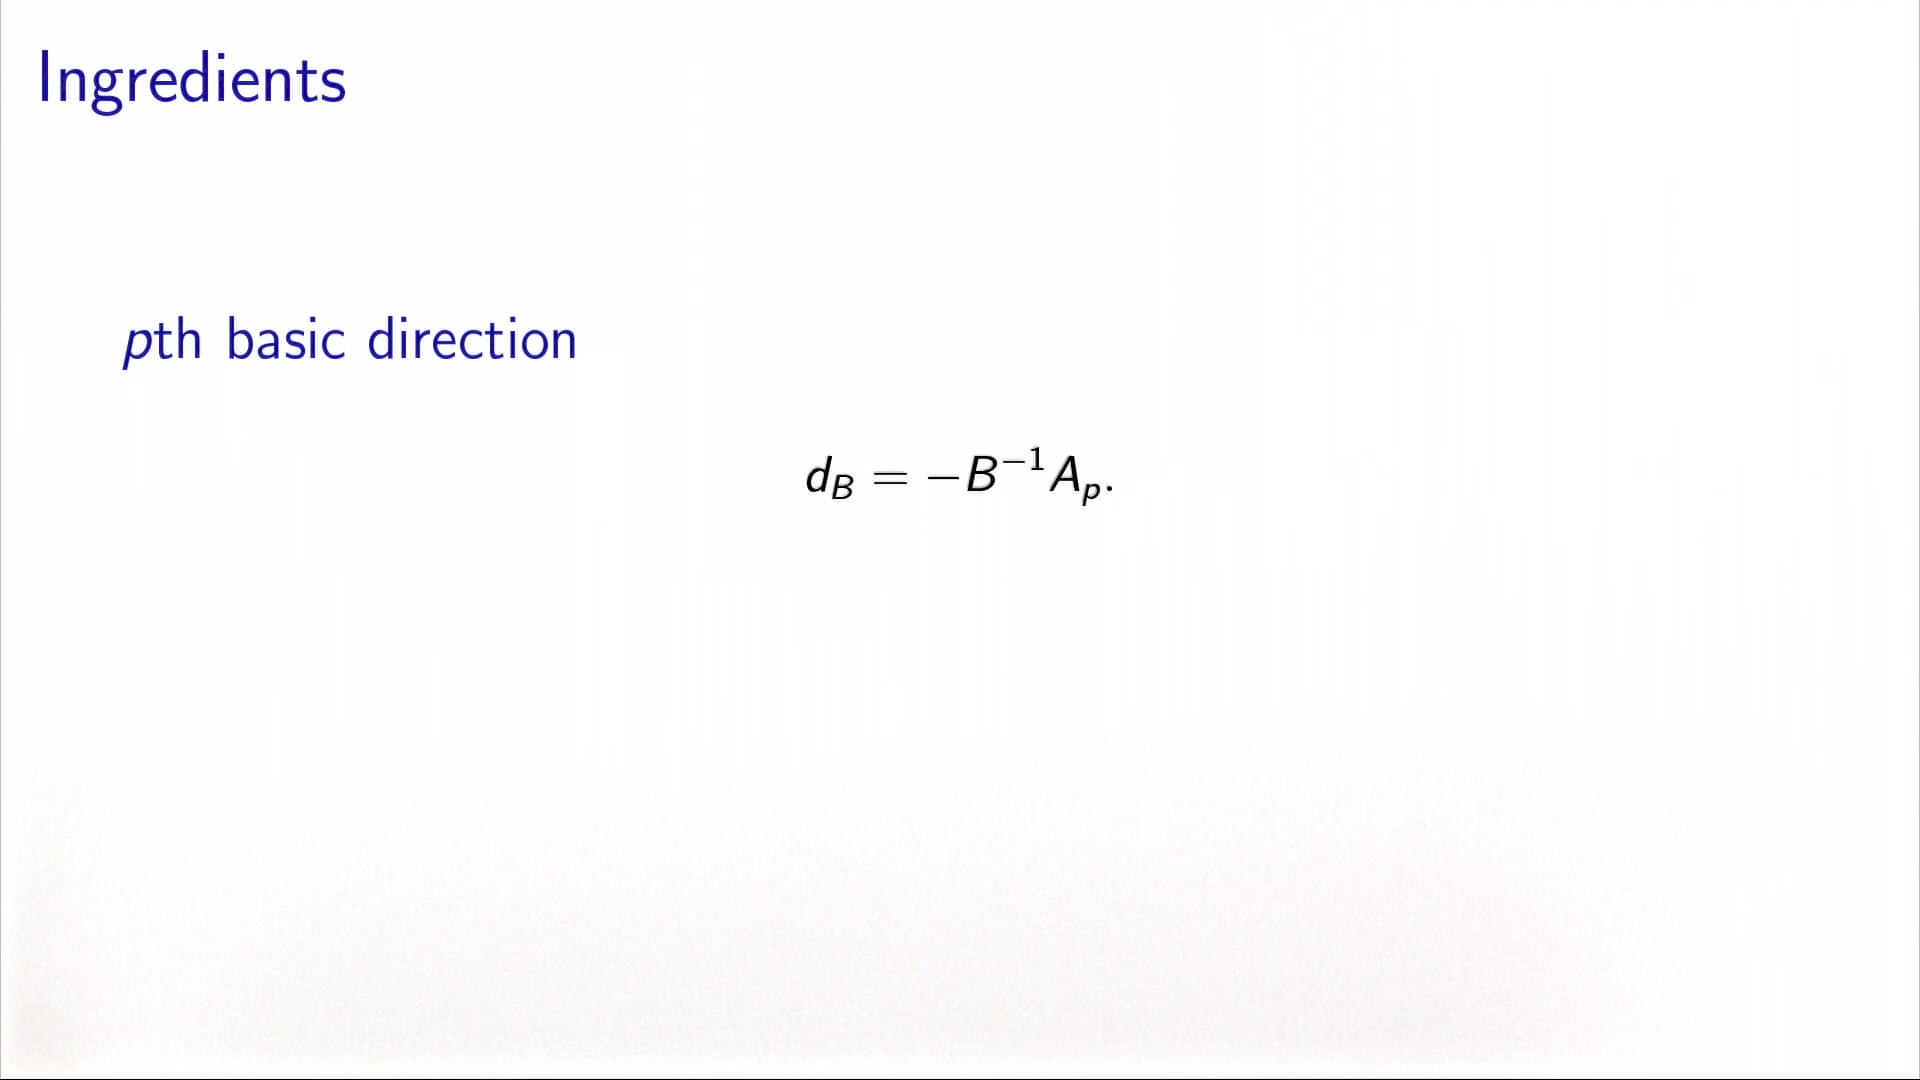 Ingredients
pth basic direction
d_B = −B^{−1}A_p.